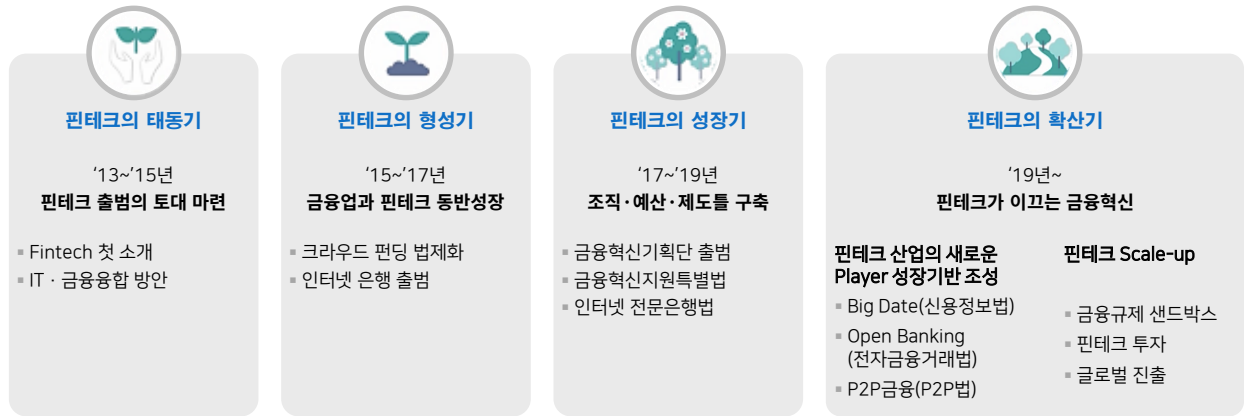 핀테크의 태동기
‘13~’15년
핀테크 출범의 토대 마련
▪ Fintech 첫 소개
▪ IT · 금융융합 방안
핀테크의 형성기
‘15~’17년
금융업과 핀테크 동반성장
▪ 크라우드 펀딩 법제화
▪ 인터넷 은행 출범
핀테크의 성장기
‘17~’19년
조직·예산·제도틀 구축
▪ 금융혁신기획단 출범
▪ 금융혁신지원특별법
▪ 인터넷 전문은행법
핀테크의 확산기
‘19년~
핀테크가 이끄는 금융혁신
핀테크 산업의 새로운
Player 성장기반 조성
▪ Big Date(신용정보법)
▪ Open Banking
(전자금융거래법)
▪ P2P금융(P2P법)
핀테크 Scale-up
▪ 금융규제 샌드박스
▪ 핀테크 투자
▪ 글로벌 진출